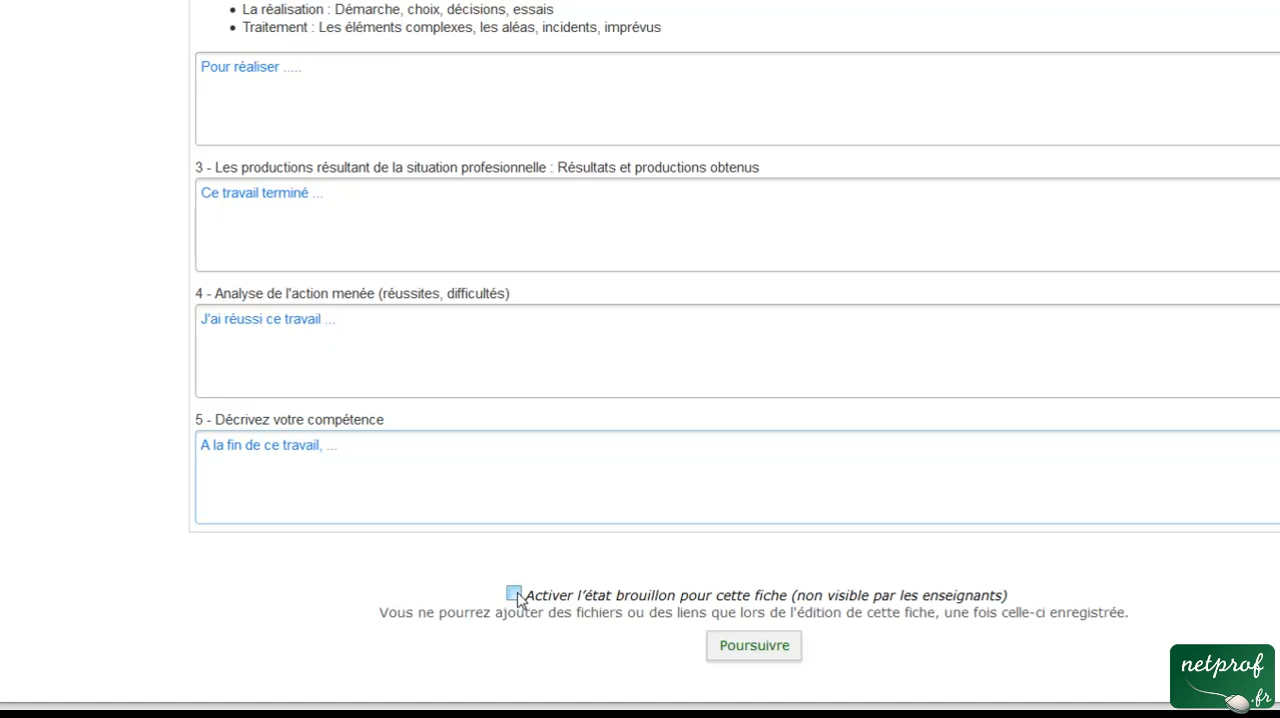 La réalisation : Démarche, choix, décisions, essais
Traitement : Les éléments complexes, les aléas, incidents, imprévus
Pour réaliser .....
3 - Les productions résultant de la situation profesionnelle : Résultats et productions obtenus
Ce travail terminé ...
4 - Analyse de l'action menée (réussites, difficultés)
J'ai réussi ce travail ...
5 - Décrivez votre compétence
A la fin de ce travail, ...
Activer l'état brouillon pour cette fiche (non visible par les enseignants)
Vous ne pourrez ajouter des fichiers ou des liens que lors de l'édition de cette fiche, une fois celle-ci enregistrée.
Poursuivre
netprof
.fr